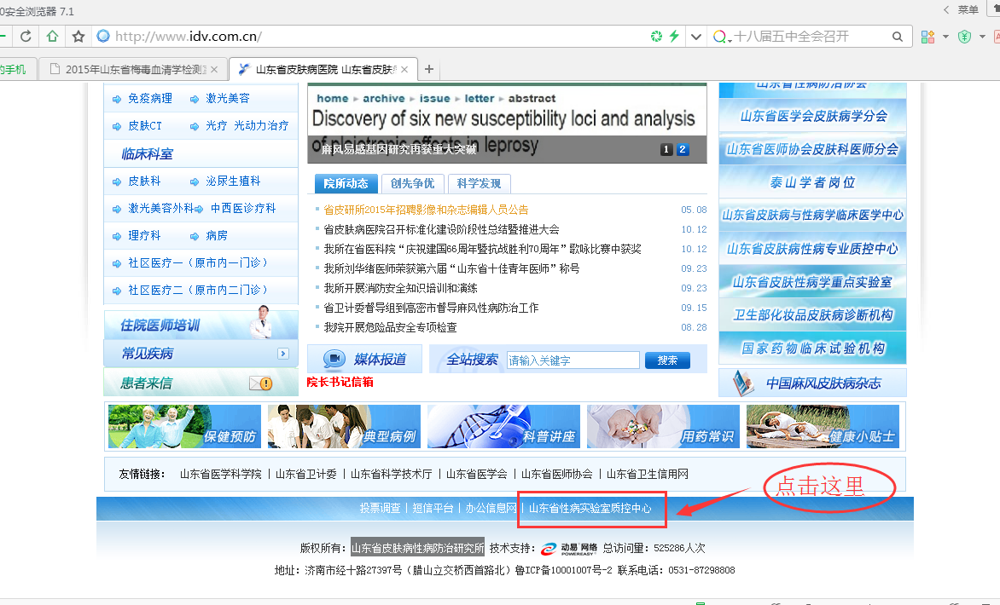 0安全浏览器 7.1
菜单
http://www.idv.com.cn/
十八届五中全会召开
的手机
2015年山东省梅毒血清学检测
山东省皮肤病医院 山东省皮肤
免疫病理
激光美容
皮肤CT
光疗 光动力治疗
临床科室
皮肤科
泌尿生殖科
激光美容外科
中西医诊疗科
理疗科
病房
社区医疗一（原市内一门诊）
社区医疗二（原市内二门诊）
住院医师培训
常见疾病
患者来信
home ▸ archive ▸ issue ▸ letter ▸ abstract
Discovery of six new susceptibility loci and analysis
of pleiotropic effects in leprosy
麻风易感基因研究再获重大突破
1 2
院所动态
创先争优
科学发现
省皮研所2015年招聘影像和杂志编辑人员公告 05.08
省皮肤病医院召开标准化建设阶段性总结暨推进大会 10.12
我所在省医科院“庆祝建国66周年暨抗战胜利70周年”歌咏比赛中获奖 10.12
我所刘华绪医师荣获第六届“山东省十佳青年医师”称号 09.23
我所开展消防安全知识培训和演练 09.23
省卫计委督导组到高密市督导麻风性病防治工作 09.15
我院开展危险品安全专项检查 08.28
媒体报道
全站搜索
请输入关键字
搜索
院长书记信箱
山东省性病防治协会
山东省医学会皮肤病学分会
山东省医师协会皮肤科医师分会
泰山学者岗位
山东省皮肤病与性病学临床医学中心
山东省皮肤病性病专业质控中心
山东省皮肤性病学重点实验室
卫生部化妆品皮肤病诊断机构
国家药物临床试验机构
中国麻风皮肤病杂志
保健预防
典型病例
科普讲座
用药常识
健康小贴士
友情链接： 山东省医学科学院 | 山东省卫计委 | 山东省科学技术厅 | 山东省医学会 | 山东省医师协会 | 山东省卫生信用网
点击这里
投票调查 | 短信平台 | 办公信息网 | 山东省性病实验室质控中心
版权所有：山东省皮肤病性病防治研究所 技术支持： 动易网络 POWEREASY 总访问量：525286人次
地址：济南市经十路27397号（腊山立交桥西首路北）鲁ICP备10001007号-2 联系电话：0531-87298808